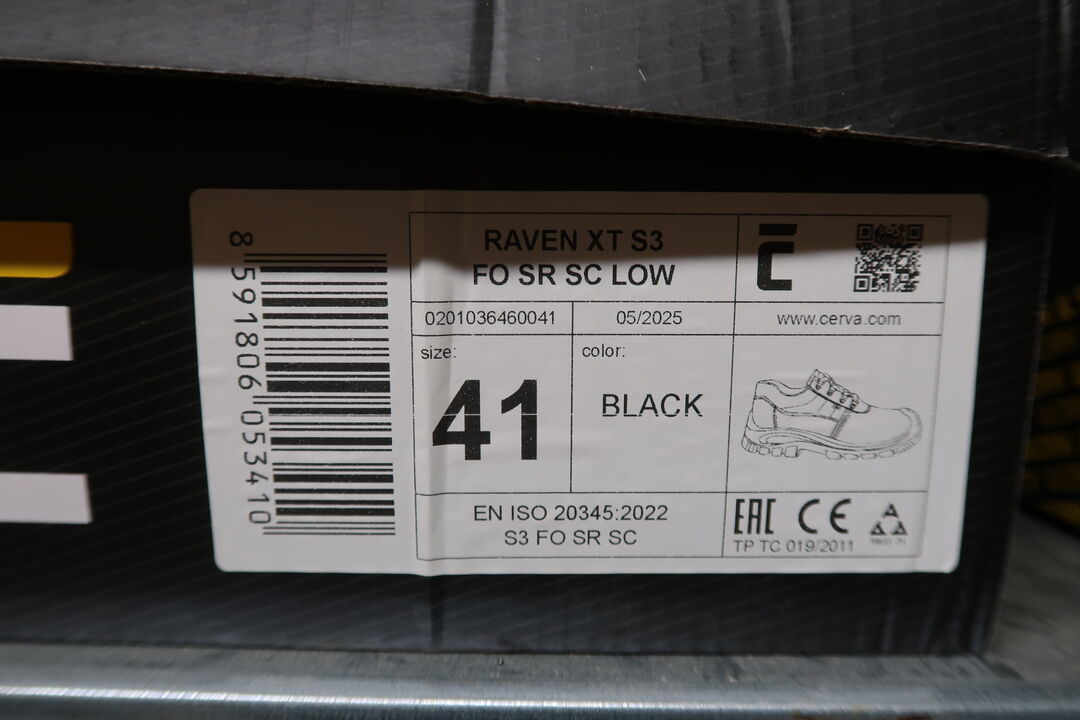 8 591806 053410
RAVEN XT S3
FO SR SC LOW
0201036460041
05/2025
www.cerva.com
size:
41
color:
BLACK
EN ISO 20345:2022
S3 FO SR SC
EAC CE
TP TC 019/2011